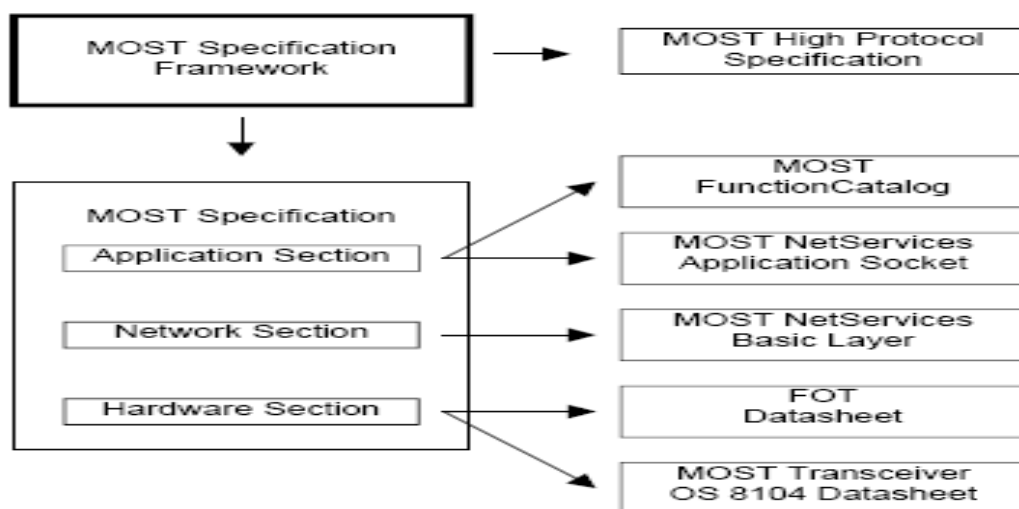 MOST Specification
Framework
MOST High Protocol
Specification
MOST Specification
Application Section
Network Section
Hardware Section
MOST
FunctionCatalog
MOST NetServices
Application Socket
MOST NetServices
Basic Layer
FOT
Datasheet
MOST Transceiver
OS 8104 Datasheet